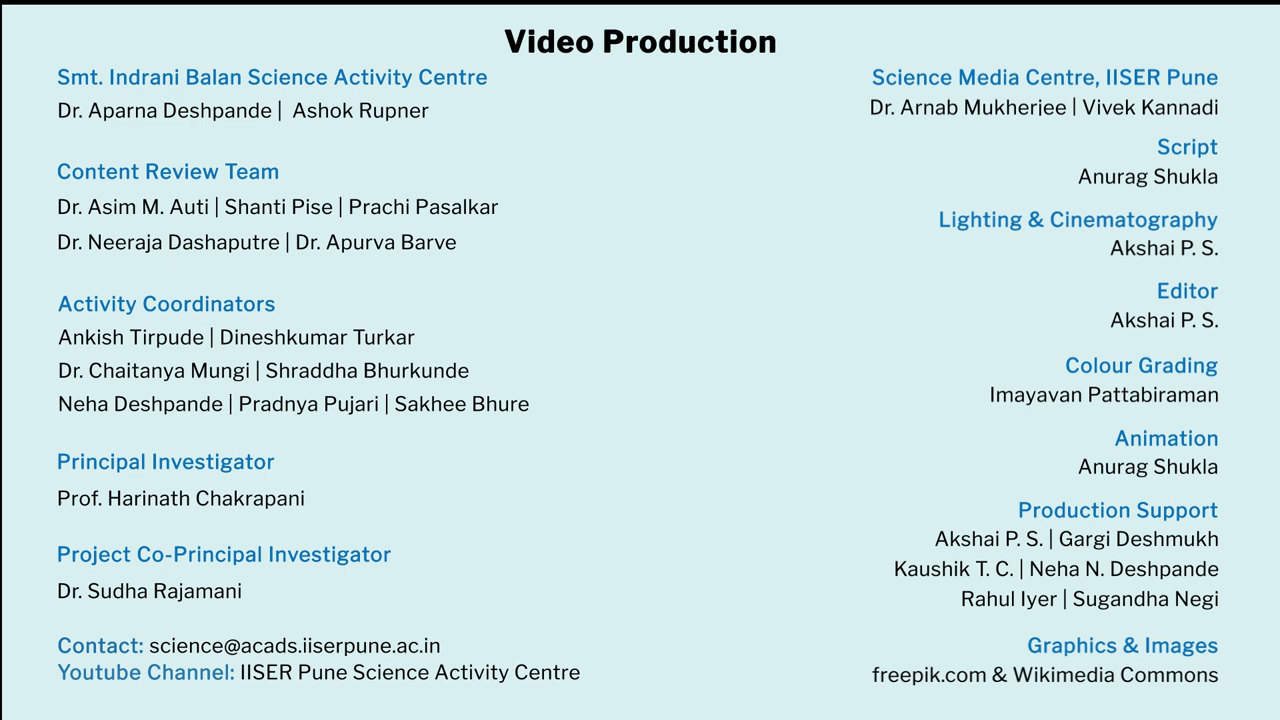 Video Production
Smt. Indrani Balan Science Activity Centre
Dr. Aparna Deshpande | Ashok Rupner
Content Review Team
Dr. Asim M. Auti | Shanti Pise | Prachi Pasalkar
Dr. Neeraja Dashaputre | Dr. Apurva Barve
Activity Coordinators
Ankish Tirpude | Dineshkumar Turkar
Dr. Chaitanya Mungi | Shraddha Bhurkunde
Neha Deshpande | Pradnya Pujari | Sakhee Bhure
Principal Investigator
Prof. Harinath Chakrapani
Project Co-Principal Investigator
Dr. Sudha Rajamani
Contact: science@acads.iiserpune.ac.in
Youtube Channel: IISER Pune Science Activity Centre
Science Media Centre, IISER Pune
Dr. Arnab Mukherjee | Vivek Kannadi
Script
Anurag Shukla
Lighting & Cinematography
Akshai P. S.
Editor
Akshai P. S.
Colour Grading
Imayavan Pattabiraman
Animation
Anurag Shukla
Production Support
Akshai P. S. | Gargi Deshmukh
Kaushik T. C. | Neha N. Deshpande
Rahul Iyer | Sugandha Negi
Graphics & Images
freepik.com & Wikimedia Commons